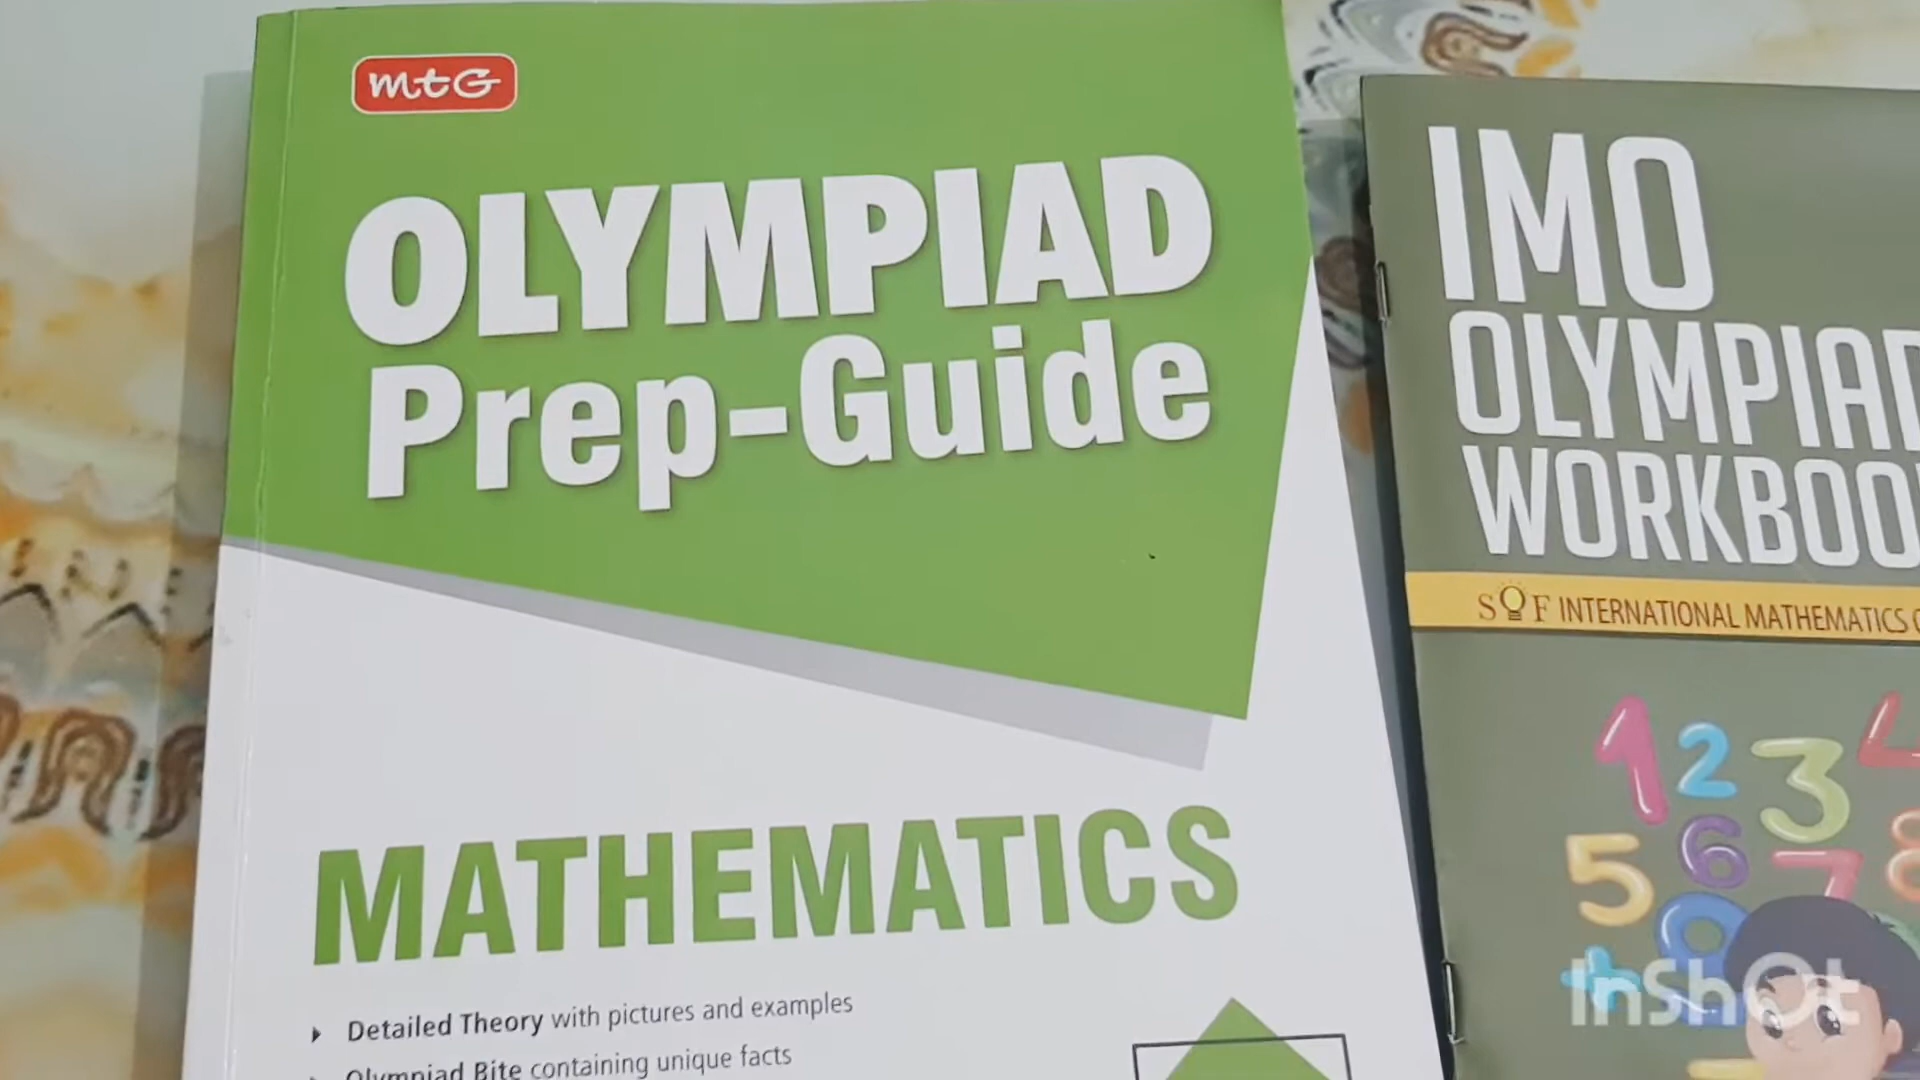 mtG
OLYMPIAD
Prep-Guide
MATHEMATICS
Detailed Theory with pictures and examples
Olympiad Bite containing unique facts
IMO
OLYMPIAD
WORKBOO
SOF INTERNATIONAL MATHEMATICS
1 2 3 4
5 6 7 8
InShOt